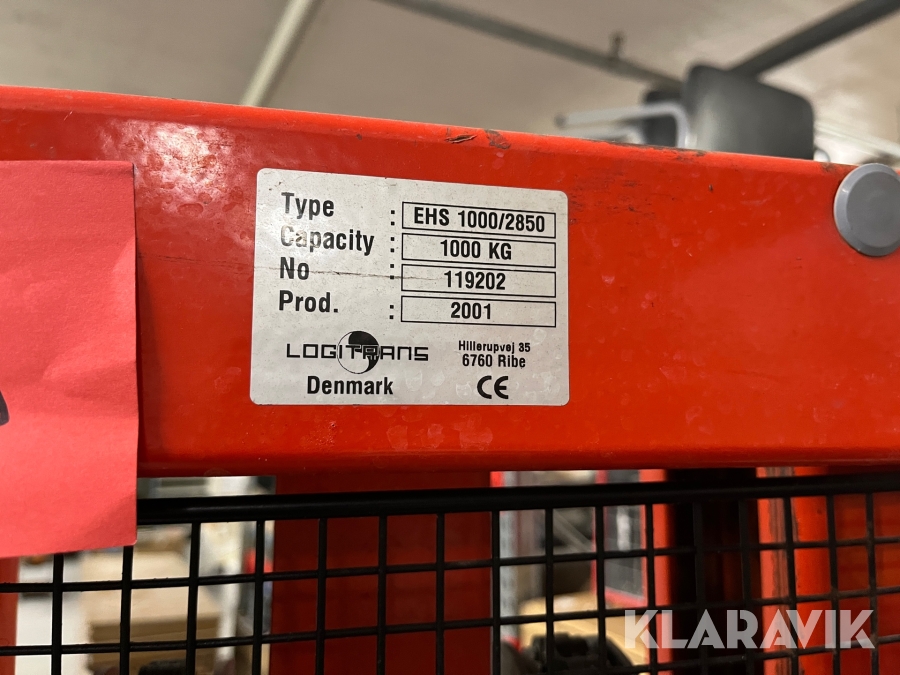 Type : EHS 1000/2850
Capacity : 1000 KG
No : 119202
Prod. : 2001
LOGITRANS
Denmark
Hillerupvej 35
6760 Ribe
CE
KLARAVIK